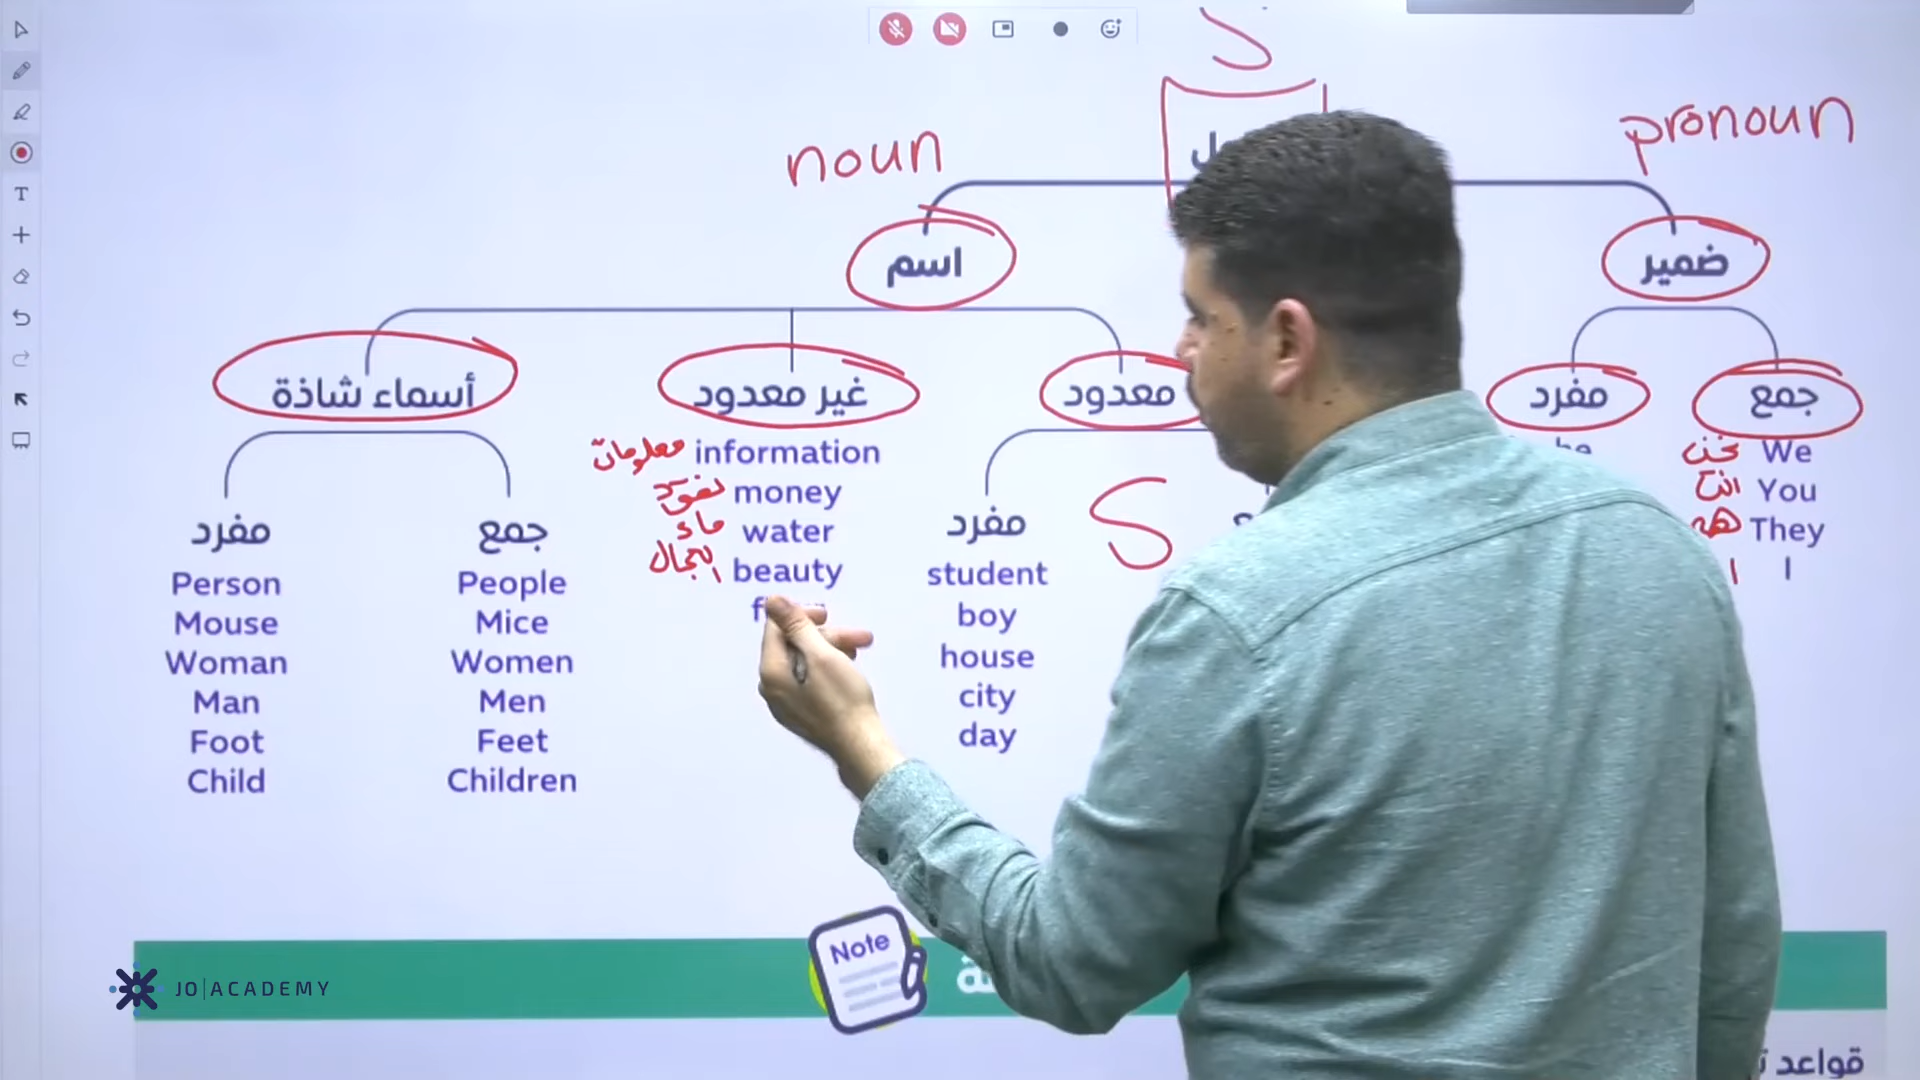 S
noun
pronoun
اسم
ضمير
أسماء شاذة
غير معدود
معدود
مفرد
جمع
معلومات information
نقود money
ماء water
الجمال beauty
نحن We
انت You
هم They
ا I
مفرد
جمع
مفرد
S
Person
Mouse
Woman
Man
Foot
Child
People
Mice
Women
Men
Feet
Children
student
boy
house
city
day
Note
JO ACADEMY
قواعد